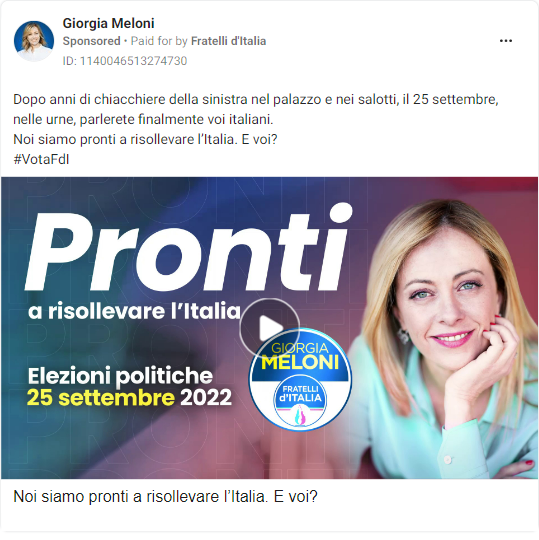 Giorgia Meloni
Sponsored • Paid for by Fratelli d'Italia
ID: 1140046513274730
Dopo anni di chiacchiere della sinistra nel palazzo e nei salotti, il 25 settembre,
nelle urne, parlerete finalmente voi italiani.
Noi siamo pronti a risollevare l'Italia. E voi?
#VotaFdI
Pronti
a risollevare l'Italia
Elezioni politiche
25 settembre 2022
GIORGIA
MELONI
FRATELLI
d'ITALIA
Noi siamo pronti a risollevare l'Italia. E voi?